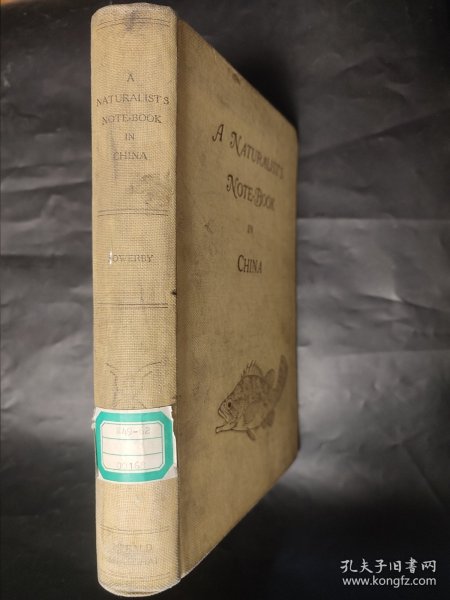 A
NATURALIST'S
NOTE-BOOK
IN
CHINA
SOWERBY
A NATURALIST'S
NOTE-BOOK
IN
CHINA
孔夫子旧书网
www.kongfz.com